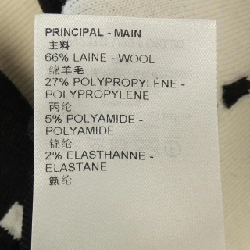 PRINCIPAL - MAIN
主料
66% LAINE - WOOL
绵羊毛
27% POLYPROPYLÈNE -
POLYPROPYLENE
丙纶
5% POLYAMIDE -
POLYAMIDE
锦纶
2% ELASTHANNE -
ELASTANE
氨纶